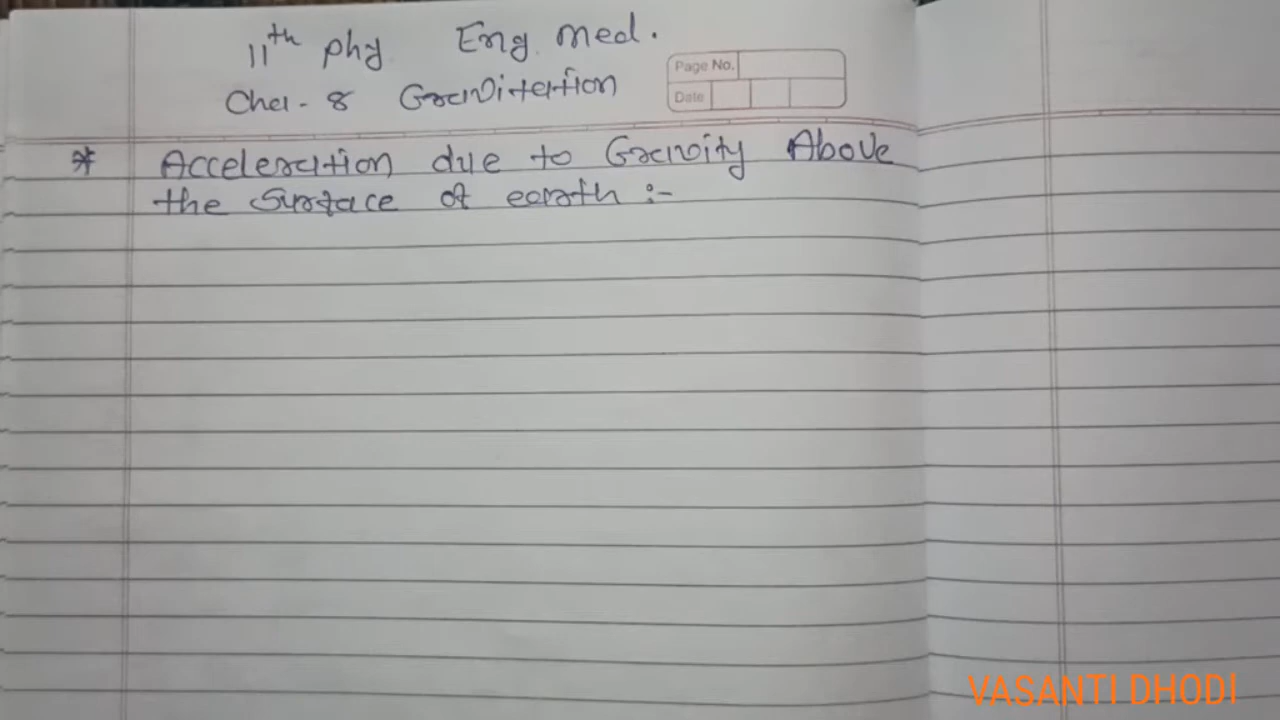 11th phy Eng med.
Cha-8 Gravitation
Page No.
Date
* Acceleration due to Gravity Above
the Surface of earth :-
VASANTI DHODI